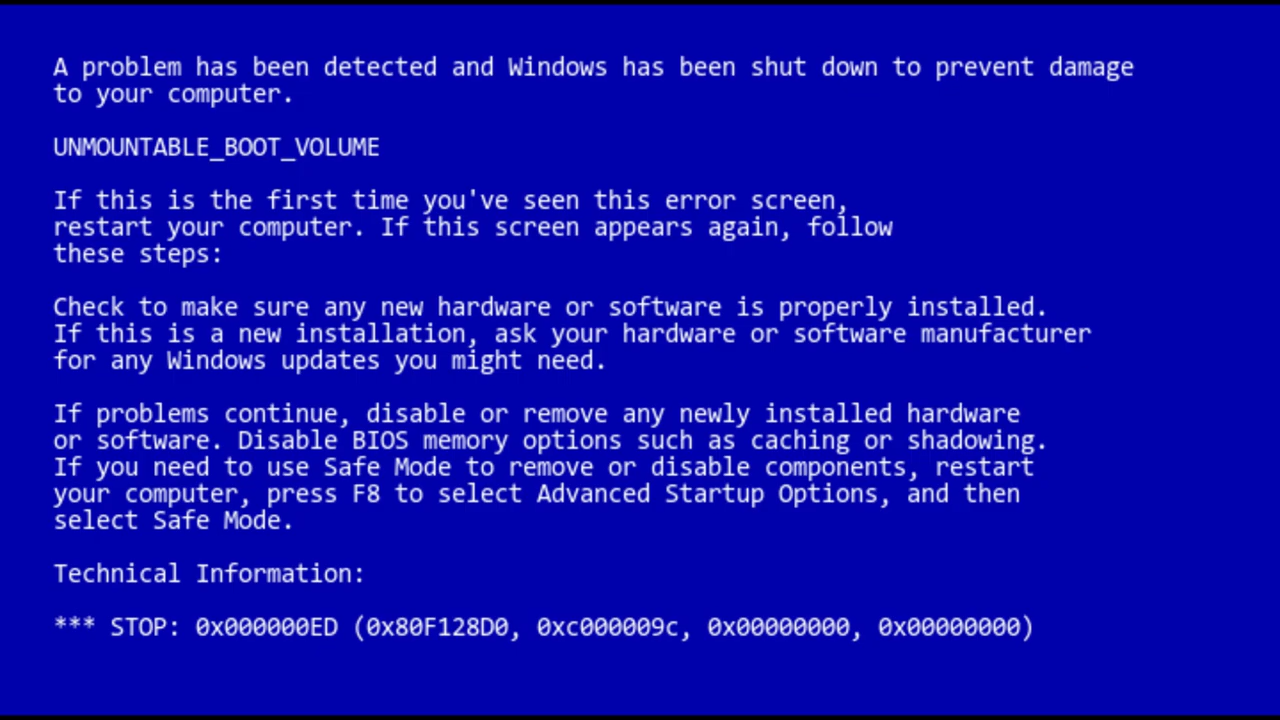 A problem has been detected and Windows has been shut down to prevent damage
to your computer.
UNMOUNTABLE_BOOT_VOLUME
If this is the first time you've seen this error screen,
restart your computer. If this screen appears again, follow
these steps:
Check to make sure any new hardware or software is properly installed.
If this is a new installation, ask your hardware or software manufacturer
for any Windows updates you might need.
If problems continue, disable or remove any newly installed hardware
or software. Disable BIOS memory options such as caching or shadowing.
If you need to use Safe Mode to remove or disable components, restart
your computer, press F8 to select Advanced Startup Options, and then
select Safe Mode.
Technical Information:
*** STOP: 0x000000ED (0x80F128D0, 0xc000009c, 0x00000000, 0x00000000)